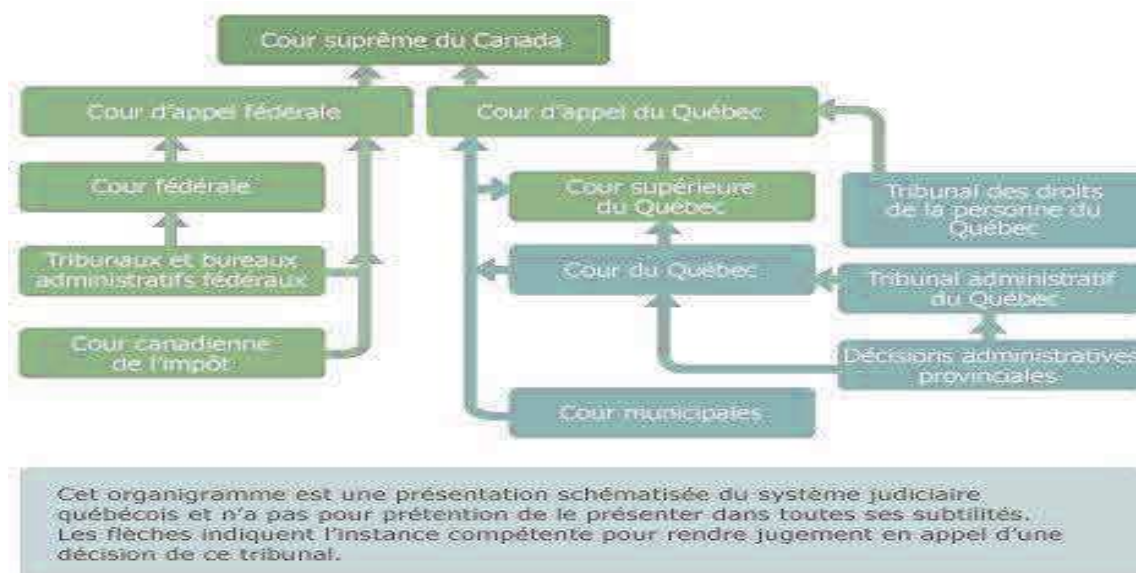 Cour suprême du Canada
Cour d'appel fédérale
Cour d'appel du Québec
Cour fédérale
Cour supérieure
du Québec
Tribunal des droits
de la personne du
Québec
Tribunaux et bureaux
administratifs fédéraux
Cour du Québec
Tribunal administratif
du Québec
Cour canadienne
de l'impôt
Décisions administratives
provinciales
Cour municipales
Cet organigramme est une présentation schématisée du système judiciaire
québécois et n'a pas pour prétention de le présenter dans toutes ses subtilités.
Les flèches indiquent l'instance compétente pour rendre jugement en appel d'une
décision de ce tribunal.